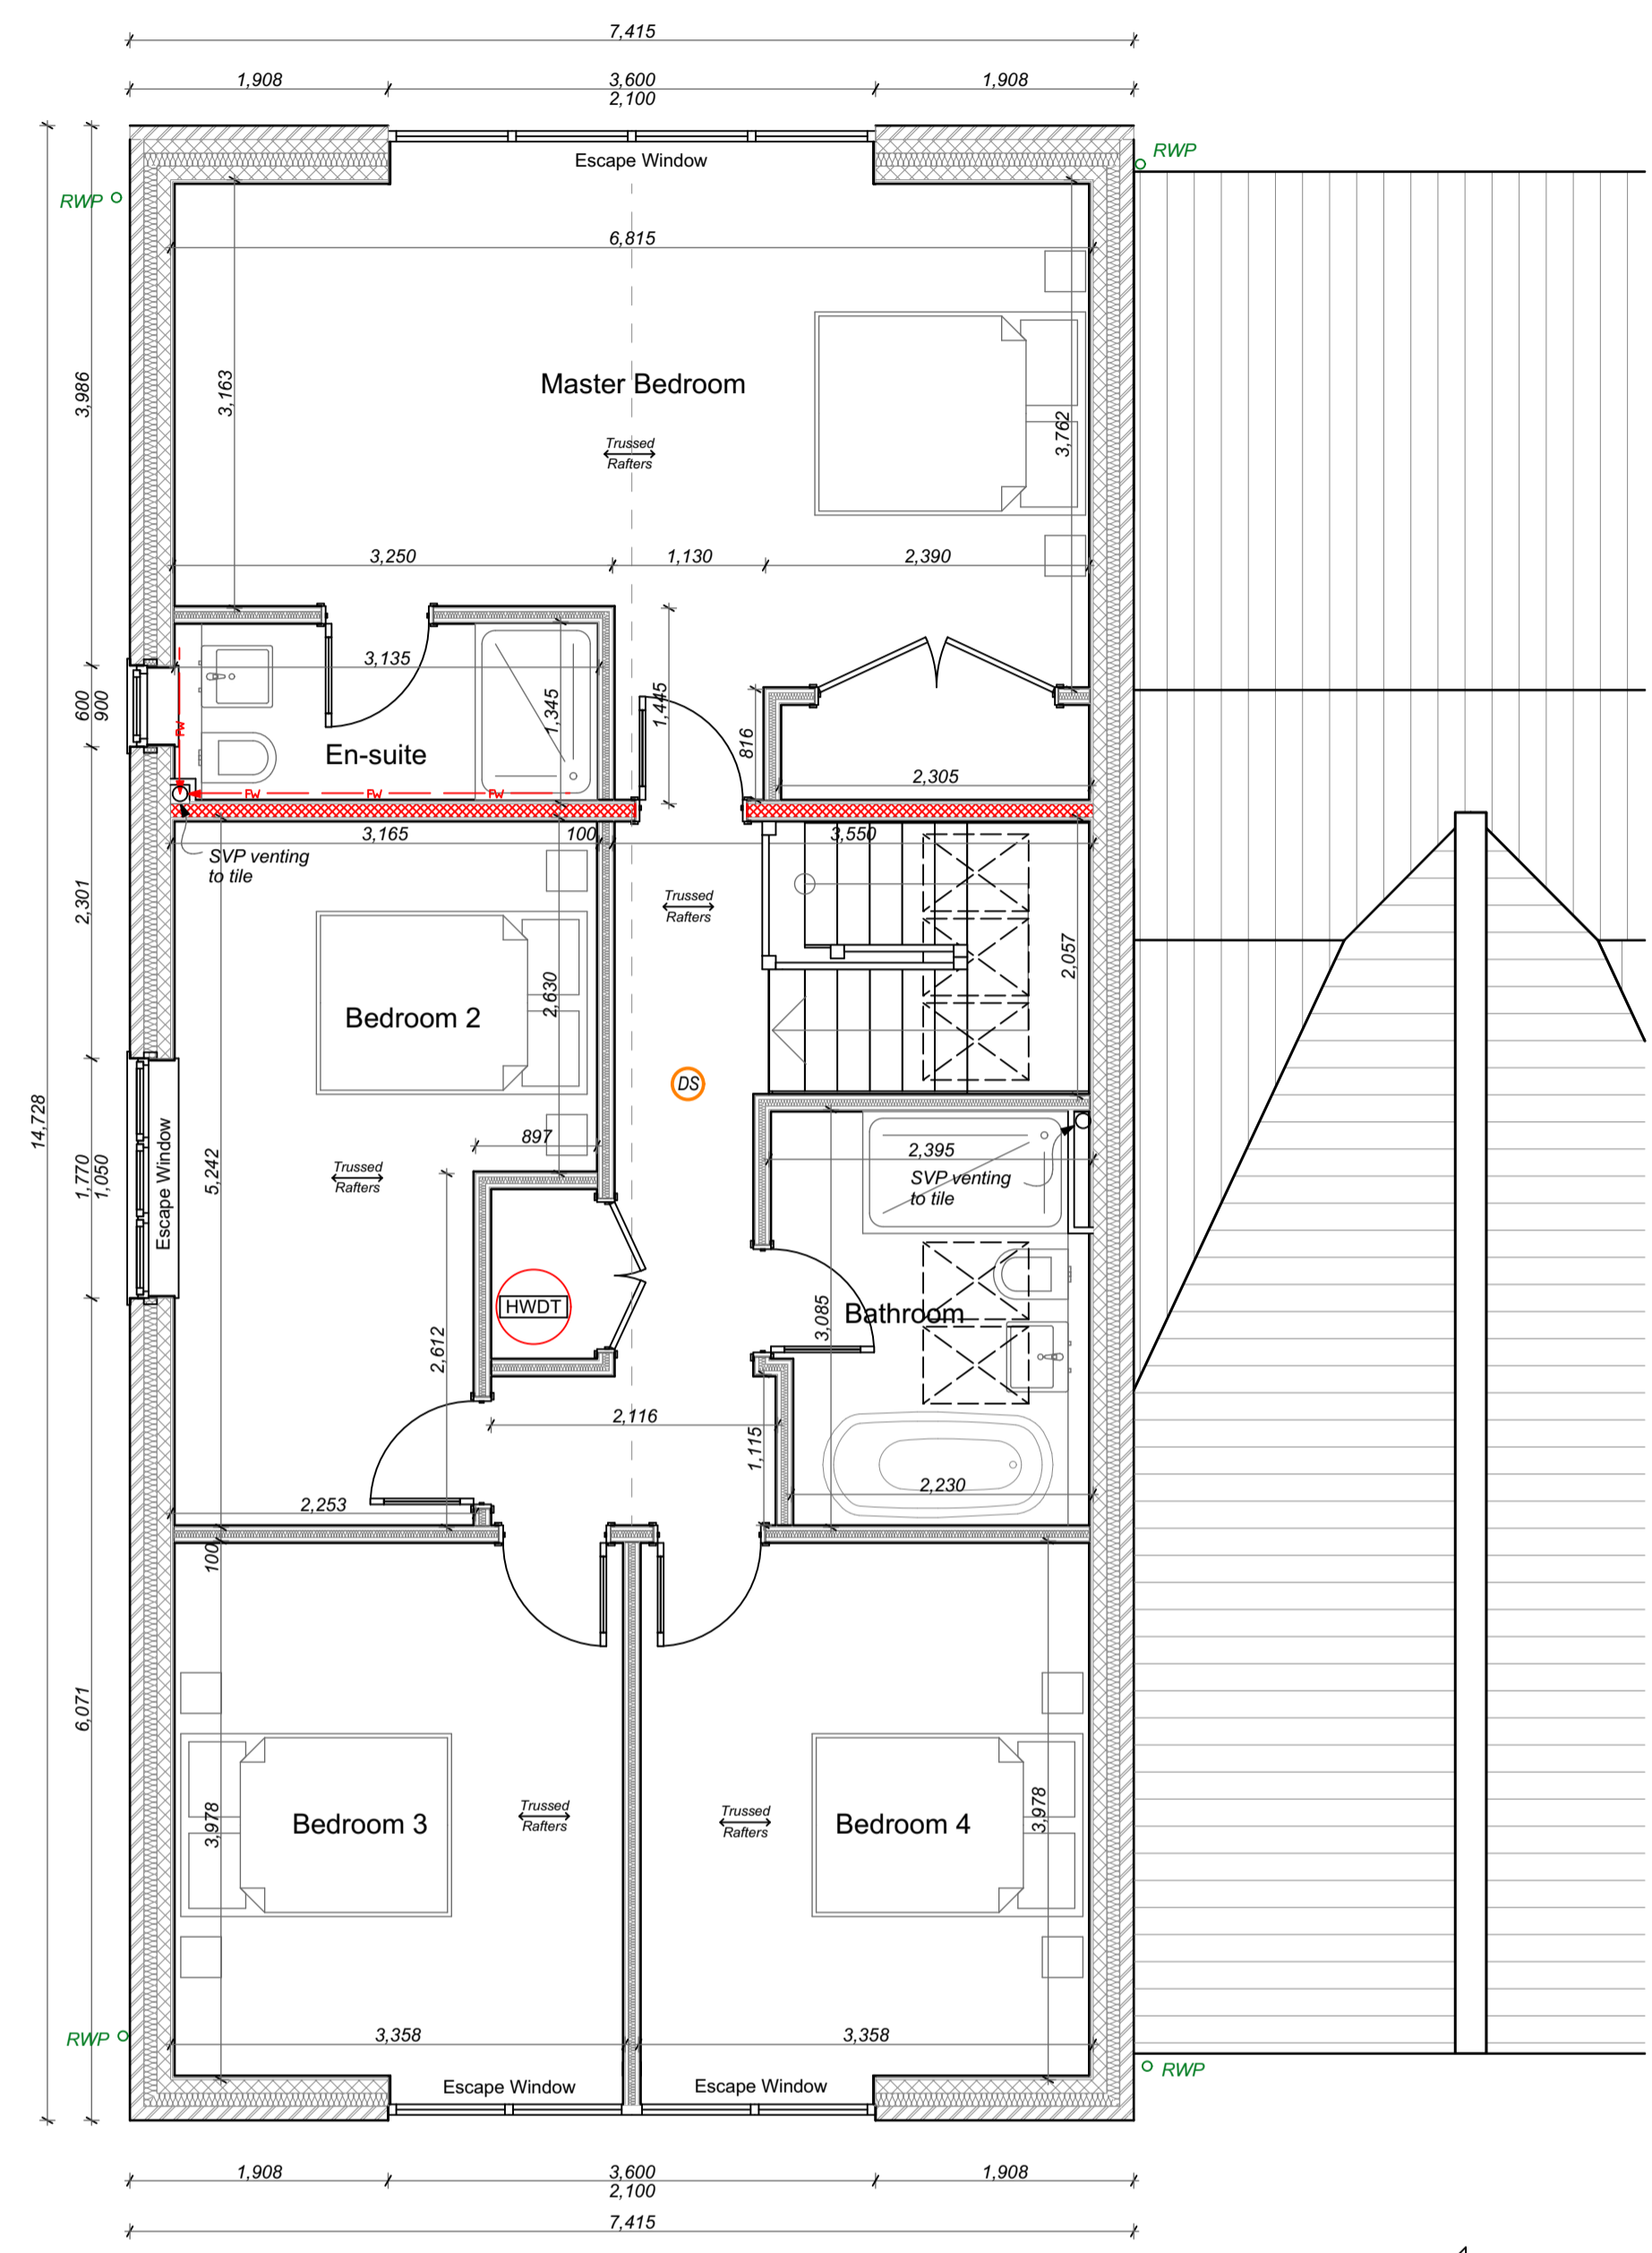 7,415
1,908 3,600 1,908
2,100
RWP
Escape Window
RWP
6,815
3,986
3,163
Master Bedroom
3,762
Trussed
Rafters
3,250 1,130 2,390
3,135
600
900
FW
1,345
1,445
En-suite
816
2,305
FW FW FW
3,165 100 3,550
SVP venting
to tile
Trussed
Rafters
2,301
2,057
2,630
Bedroom 2
DS
14,728
897
2,395
1,770
1,050
Escape Window
5,242
Trussed
Rafters
SVP venting
to tile
HWDT
Bathroom
3,085
2,612
2,116
1,115
2,230
2,253
100
6,071
Trussed
Rafters
Trussed
Rafters
3,978
Bedroom 3
Bedroom 4
3,978
3,358 3,358
RWP
RWP
Escape Window Escape Window
1,908 3,600 1,908
2,100
7,415